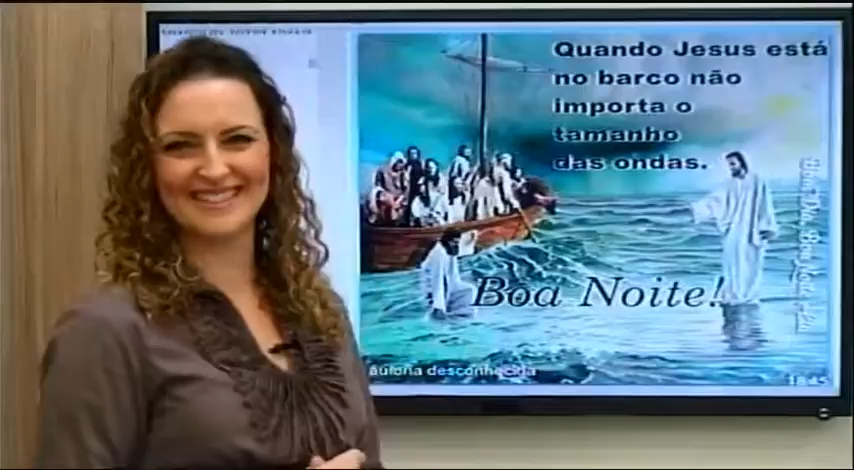 Quando Jesus está
no barco não
importa o
tamanho
das ondas.
Boa Noite!
autoria desconhecida
18:45